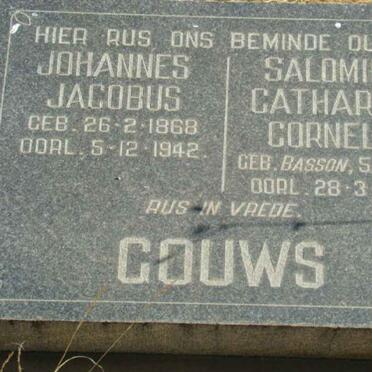 HIER RUS ONS BEMINDE OU
JOHANNES
JACOBUS
GEB. 26-2-1868
OORL. 5-12-1942.
SALOMI
CATHAR
CORNEL
GEB. BASSON, 5
OORL. 28-3
RUS IN VREDE.
GOUWS